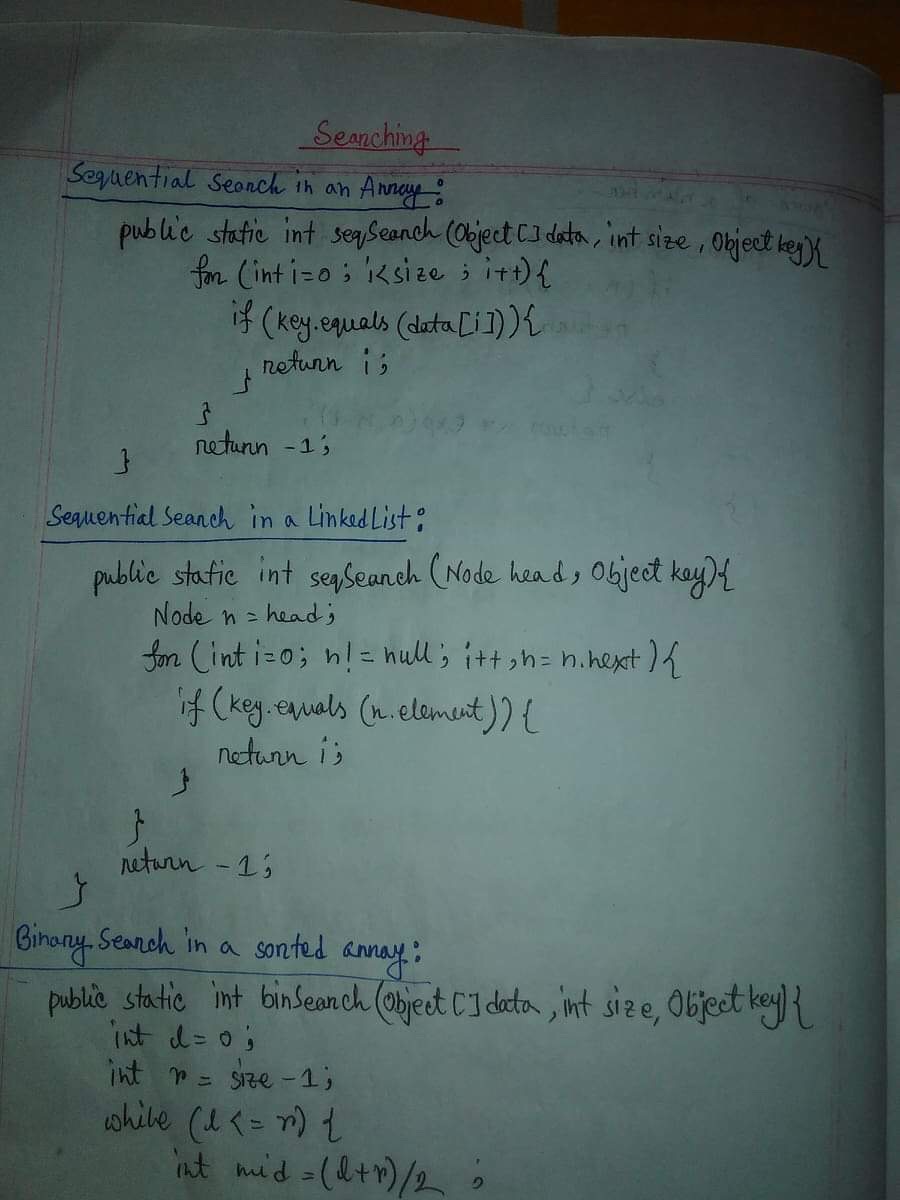 Searching
Sequential Search in an Array:
public static int seqSearch (Object [] data, int size, Object key){
for (int i=0 ; i<size ; i++){
if (key.equals (data[i])){
return i;
}
}
return -1;
}
Sequential Search in a LinkedList:
public static int seqSearch (Node head, Object key){
Node n = head;
for (int i=0; n! = null; i++, n= n.next){
if (key.equals (n.element)){
return i;
}
}
return -1;
}
Binary Search in a sorted array:
public static int binSearch (Object [] data, int size, Object key){
int l = 0;
int r = size -1;
while (l <= r) {
int mid = (l+r)/2 ;